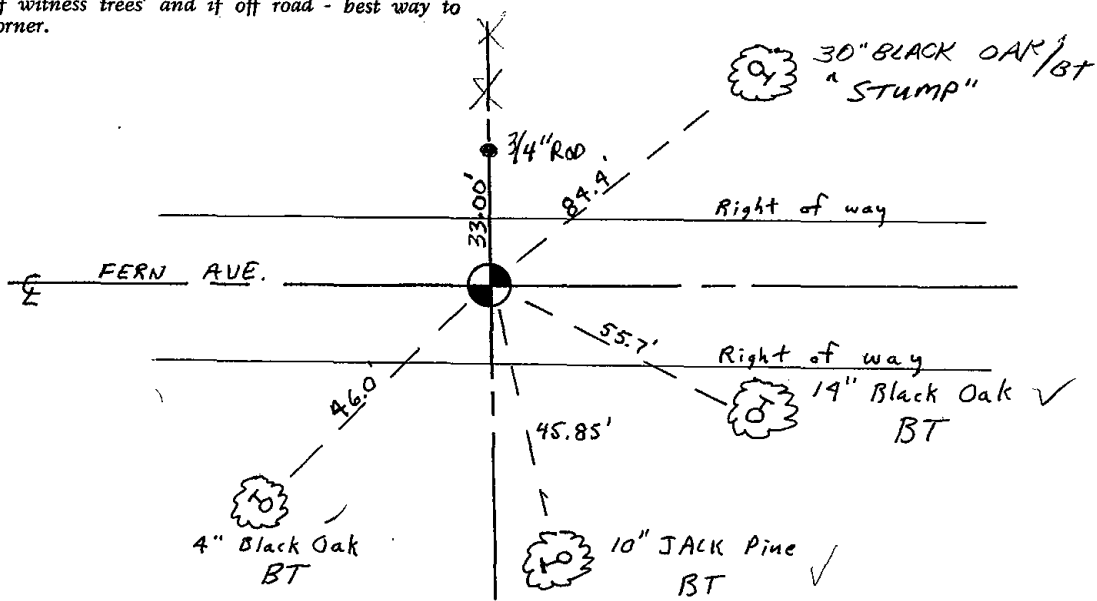 f witness trees and if off road - best way to
orner.
30" BLACK OAK/BT
"STUMP"
3/4" ROD
33.00'
84.4'
Right of way
℄ FERN AVE.
55.7'
Right of way
46.0'
14" Black Oak ✓
BT
45.85'
4" Black Oak
BT
10" JACK Pine ✓
BT